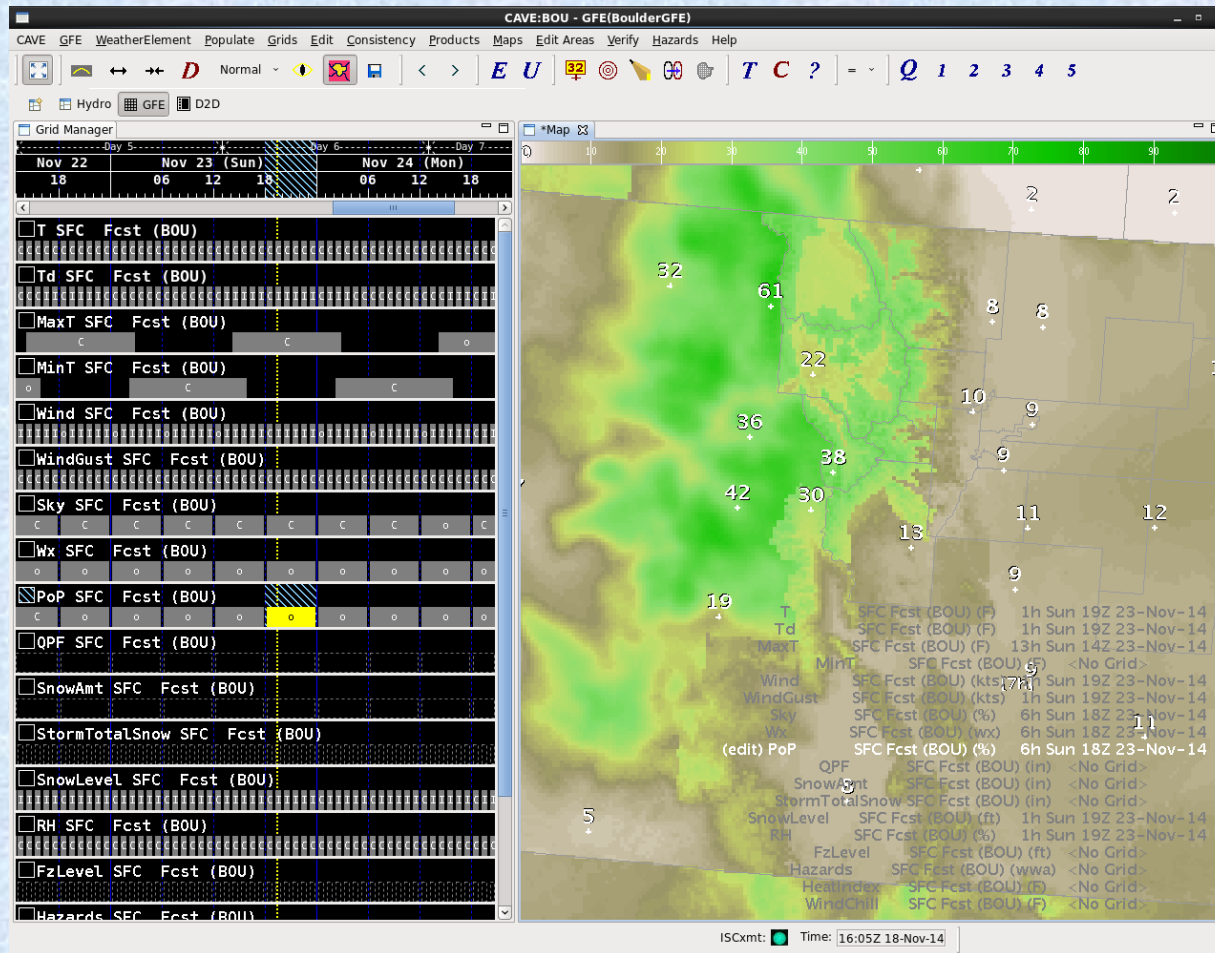 CAVE:BOU - GFE(BoulderGFE)
CAVE GFE WeatherElement Populate Grids Edit Consistency Products Maps Edit Areas Verify Hazards Help
D Normal < > E U 32 T C ? = Q 1 2 3 4 5
Hydro GFE D2D
Grid Manager
*Map
Day 5 Day 6 Day 7
Nov 22 Nov 23 (Sun) Nov 24 (Mon)
18 06 12 18 06 12 18
10 20 30 40 50 60 70 80 90
T SFC Fcst (BOU)
Td SFC Fcst (BOU)
MaxT SFC Fcst (BOU)
C C o
MinT SFC Fcst (BOU)
o C C
Wind SFC Fcst (BOU)
WindGust SFC Fcst (BOU)
Sky SFC Fcst (BOU)
C C C C C C C C o C
Wx SFC Fcst (BOU)
o o o o o o o o o o
PoP SFC Fcst (BOU)
C o o o o o o o o o
QPF SFC Fcst (BOU)
SnowAmt SFC Fcst (BOU)
StormTotalSnow SFC Fcst (BOU)
SnowLevel SFC Fcst (BOU)
RH SFC Fcst (BOU)
FzLevel SFC Fcst (BOU)
Hazards SFC Fcst (BOU)
2 2
32
61 8 8
22
10 9
36
38 9
42 30 11 12
13
9
19
T SFC Fcst (BOU) (F) 1h Sun 19Z 23-Nov-14
Td SFC Fcst (BOU) (F) 1h Sun 19Z 23-Nov-14
MaxT SFC Fcst (BOU) (F) 13h Sun 14Z 23-Nov-14
MinT SFC Fcst (BOU) (F) <No Grid>
9
Wind SFC Fcst (BOU) (kts) 1h Sun 19Z 23-Nov-14
WindGust SFC Fcst (BOU) (kts) 1h Sun 19Z 23-Nov-14
Sky SFC Fcst (BOU) (%) 6h Sun 18Z 23-Nov-14
11
Wx SFC Fcst (BOU) (wx) 6h Sun 18Z 23-Nov-14
(edit) PoP SFC Fcst (BOU) (%) 6h Sun 18Z 23-Nov-14
QPF SFC Fcst (BOU) (in) <No Grid>
SnowAmt SFC Fcst (BOU) (in) <No Grid>
StormTotalSnow SFC Fcst (BOU) (in) <No Grid>
5
SnowLevel SFC Fcst (BOU) (ft) 1h Sun 19Z 23-Nov-14
RH SFC Fcst (BOU) (%) 1h Sun 19Z 23-Nov-14
FzLevel SFC Fcst (BOU) (ft) <No Grid>
Hazards SFC Fcst (BOU) (wwa) <No Grid>
HeatIndex SFC Fcst (BOU) (F) <No Grid>
WindChill SFC Fcst (BOU) (F) <No Grid>
ISCxmt: Time: 16:05Z 18-Nov-14